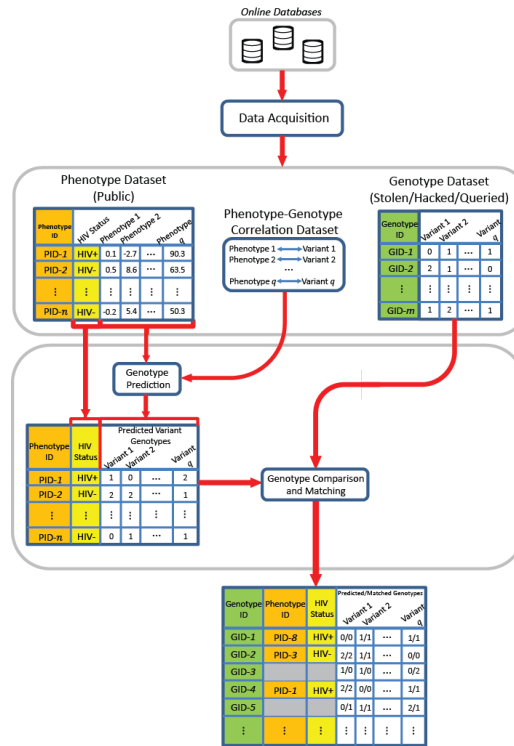 Online Databases
Data Acquisition
Phenotype Dataset
(Public)
Phenotype ID HIV Status Phenotype 1 Phenotype 2 Phenotype q
PID-1 HIV+ 0.1 -2.7 ... 90.3
PID-2 HIV- 0.5 8.6 ... 63.5
⋮ ⋮ ⋮ ⋮ ⋮ ⋮
PID-n HIV- -0.2 5.4 ... 50.3
Phenotype-Genotype
Correlation Dataset
Phenotype 1 Variant 1
Phenotype 2 Variant 2
...
Phenotype q Variant q
Genotype Dataset
(Stolen/Hacked/Queried)
Genotype ID Variant 1 Variant 2 Variant q
GID-1 0 1 ... 1
GID-2 2 1 ... 0
⋮ ⋮ ⋮ ⋮ ⋮
GID-m 1 2 ... 1
Genotype
Prediction
Predicted Variant
Genotypes
Phenotype ID HIV Status Variant 1 Variant 2 Variant q
PID-1 HIV+ 1 0 ... 2
PID-2 HIV- 2 2 ... 1
⋮ ⋮ ⋮ ⋮ ⋮ ⋮
PID-n HIV- 0 1 ... 1
Genotype Comparison
and Matching
Predicted/Matched Genotypes
Genotype ID Phenotype ID HIV Status Variant 1 Variant 2 Variant q
GID-1 PID-8 HIV+ 0/0 1/1 ... 1/1
GID-2 PID-3 HIV- 2/2 1/1 ... 0/0
GID-3 1/0 1/0 ... 0/2
GID-4 PID-1 HIV+ 2/2 0/0 ... 1/1
GID-5 0/1 1/1 ... 2/1
⋮ ⋮ ⋮ ⋮ ⋮ ⋮